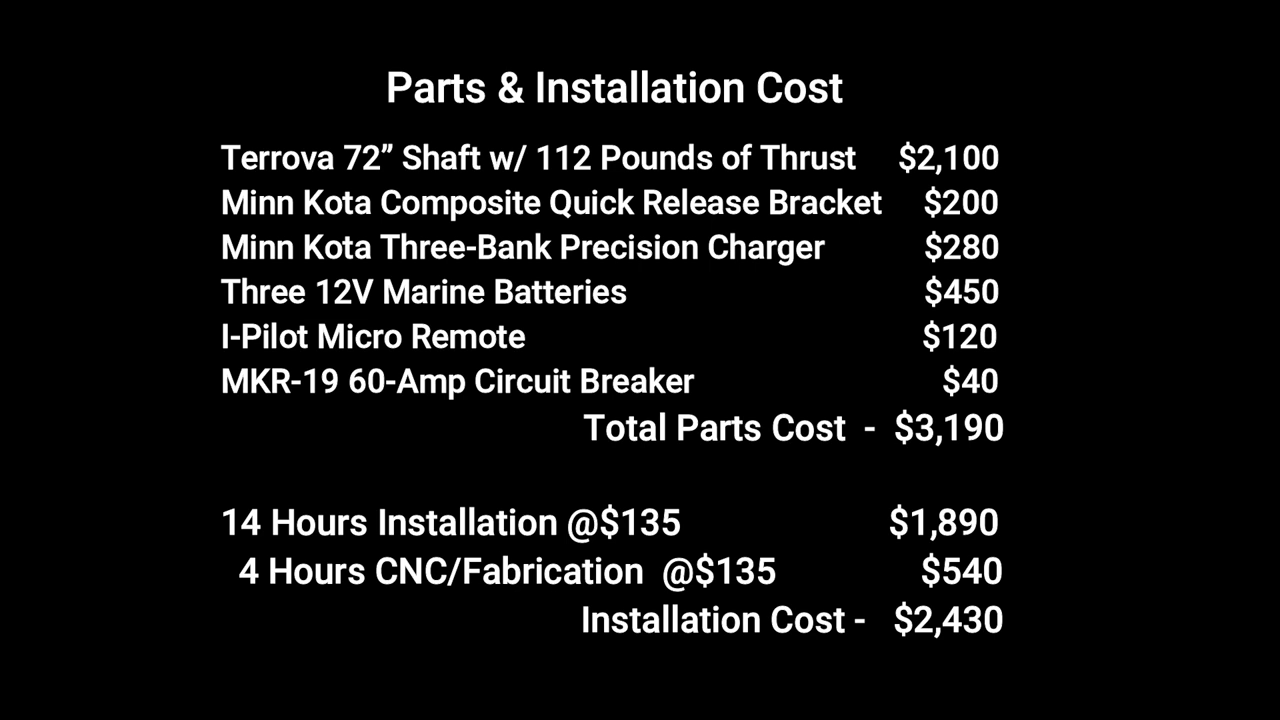 Parts & Installation Cost
Terrova 72” Shaft w/ 112 Pounds of Thrust $2,100
Minn Kota Composite Quick Release Bracket $200
Minn Kota Three-Bank Precision Charger $280
Three 12V Marine Batteries $450
I-Pilot Micro Remote $120
MKR-19 60-Amp Circuit Breaker $40
Total Parts Cost - $3,190
14 Hours Installation @$135 $1,890
4 Hours CNC/Fabrication @$135 $540
Installation Cost - $2,430